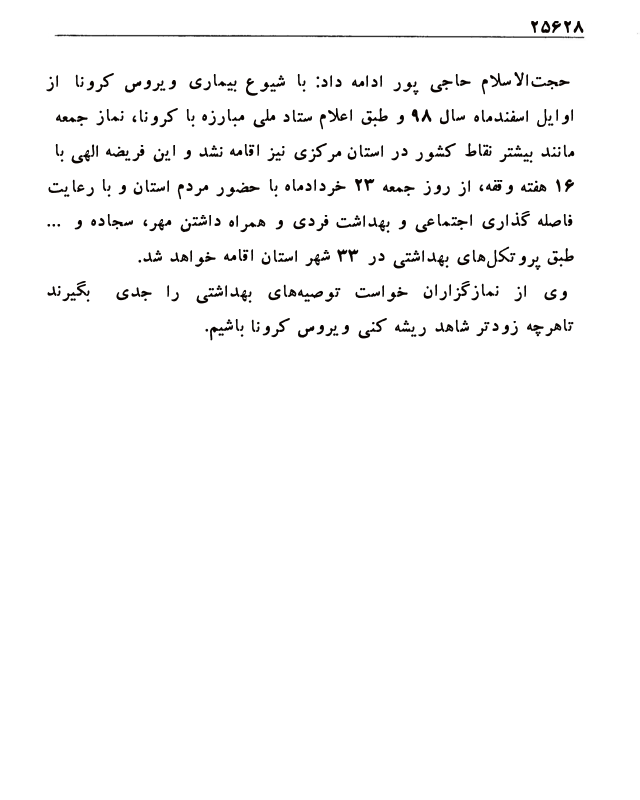 ۲۵۶۲۸
حجت‌الاسلام حاجی پور ادامه داد: با شیوع بیماری ویروس کرونا از
اوایل اسفندماه سال ۹۸ و طبق اعلام ستاد ملی مبارزه با کرونا، نماز جمعه
مانند بیشتر نقاط کشور در استان مرکزی نیز اقامه نشد و این فریضه الهی با
۱۶ هفته وقفه، از روز جمعه ۲۳ خردادماه با حضور مردم استان و با رعایت
فاصله گذاری اجتماعی و بهداشت فردی و همراه داشتن مهر، سجاده و ...
طبق پروتکل‌های بهداشتی در ۳۳ شهر استان اقامه خواهد شد.
وی از نمازگزاران خواست توصیه‌های بهداشتی را جدی بگیرند
تاهرچه زودتر شاهد ریشه کنی ویروس کرونا باشیم.